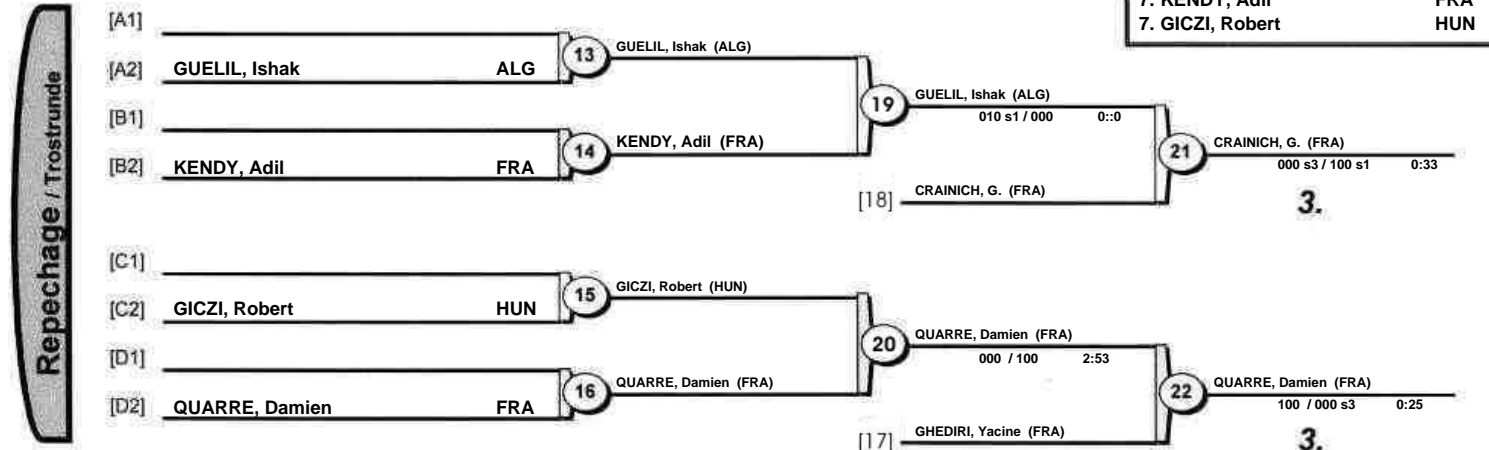 7. KENDY, Adil FRA
7. GICZI, Robert HUN
Repechage / Trostrunde
[A1]
[A2] GUELIL, Ishak ALG
13
GUELIL, Ishak (ALG)
[B1]
[B2] KENDY, Adil FRA
14
KENDY, Adil (FRA)
19
GUELIL, Ishak (ALG)
010 s1 / 000 0::0
[18] CRAINICH, G. (FRA)
21
CRAINICH, G. (FRA)
000 s3 / 100 s1 0:33
3.
[C1]
[C2] GICZI, Robert HUN
15
GICZI, Robert (HUN)
[D1]
[D2] QUARRE, Damien FRA
16
QUARRE, Damien (FRA)
20
QUARRE, Damien (FRA)
000 / 100 2:53
[17] GHEDIRI, Yacine (FRA)
22
QUARRE, Damien (FRA)
100 / 000 s3 0:25
3.